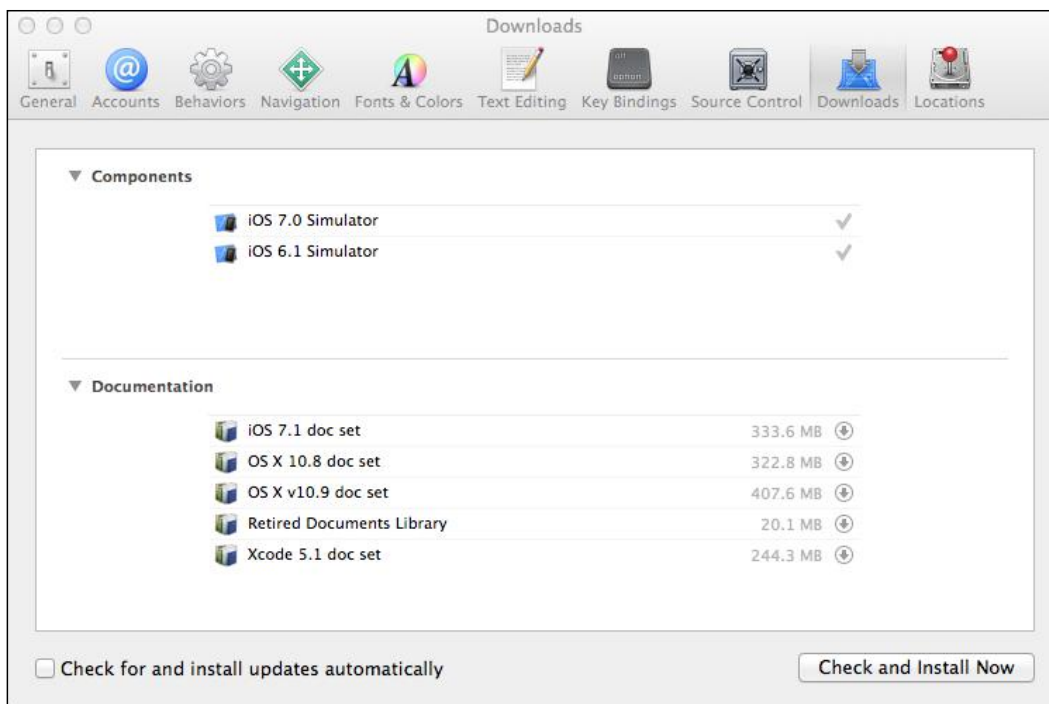 Downloads
General Accounts Behaviors Navigation Fonts & Colors Text Editing Key Bindings Source Control Downloads Locations
Components
iOS 7.0 Simulator
iOS 6.1 Simulator
Documentation
iOS 7.1 doc set 333.6 MB
OS X 10.8 doc set 322.8 MB
OS X v10.9 doc set 407.6 MB
Retired Documents Library 20.1 MB
Xcode 5.1 doc set 244.3 MB
Check for and install updates automatically Check and Install Now